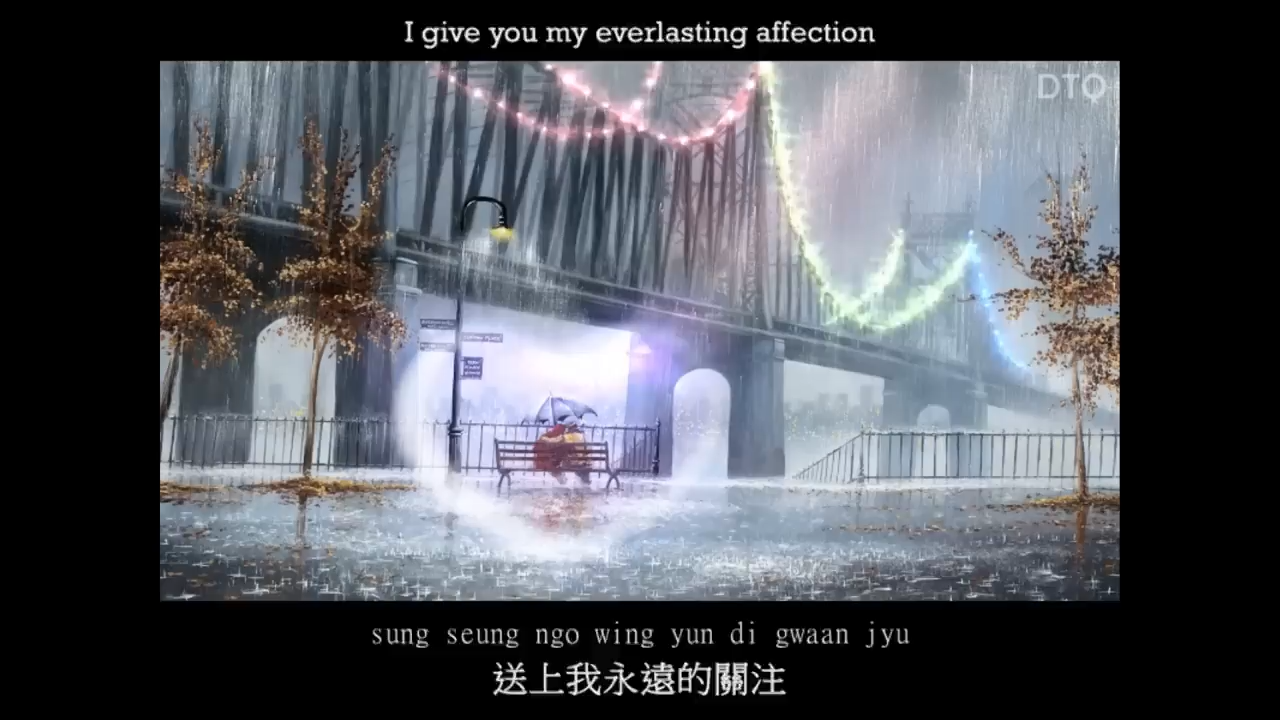 I give you my everlasting affection
DTQ
sung seung ngo wing yun di gwaan jyu
送上我永遠的關注